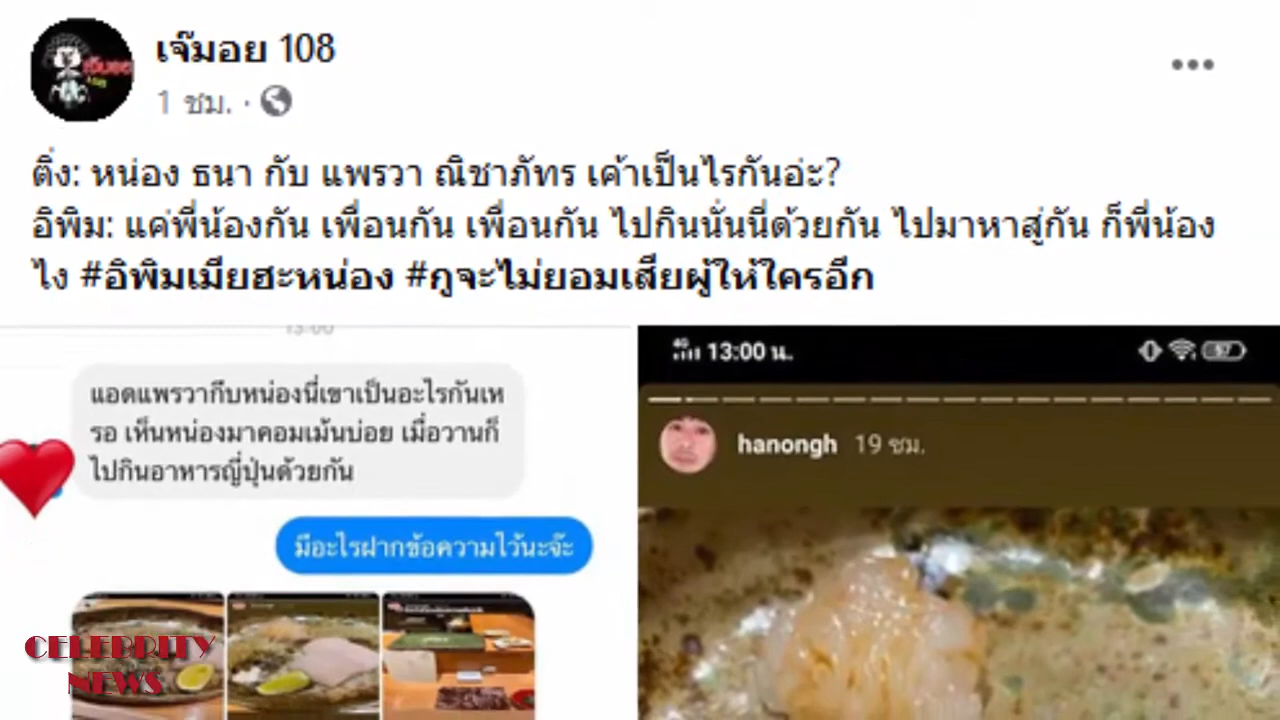 เจ๊มอย 108
1 ชม. ·
ติ่ง: หน่อง ธนา กับ แพรวา ณิชาภัทร เค้าเป็นไรกันอ่ะ?
อิพิม: แค่พี่น้องกัน เพื่อนกัน เพื่อนกัน ไปกินนั่นนี่ด้วยกัน ไปมาหาสู่กัน ก็พี่น้อง
ไง #อิพิมเมียฮะหน่อง #กูจะไม่ยอมเสียผู้ให้ใครอีก
13:00
แอดแพรวากีบหน่องนี่เขาเป็นอะไรกันเห
รอ เห็นหน่องมาคอมเม้นบ่อย เมื่อวานก็
ไปกินอาหารญี่ปุ่นด้วยกัน
มีอะไรฝากข้อความไว้นะจ๊ะ
4G 13:00 น. 57
hanongh 19 ชม.
CELEBRITY
NEWS